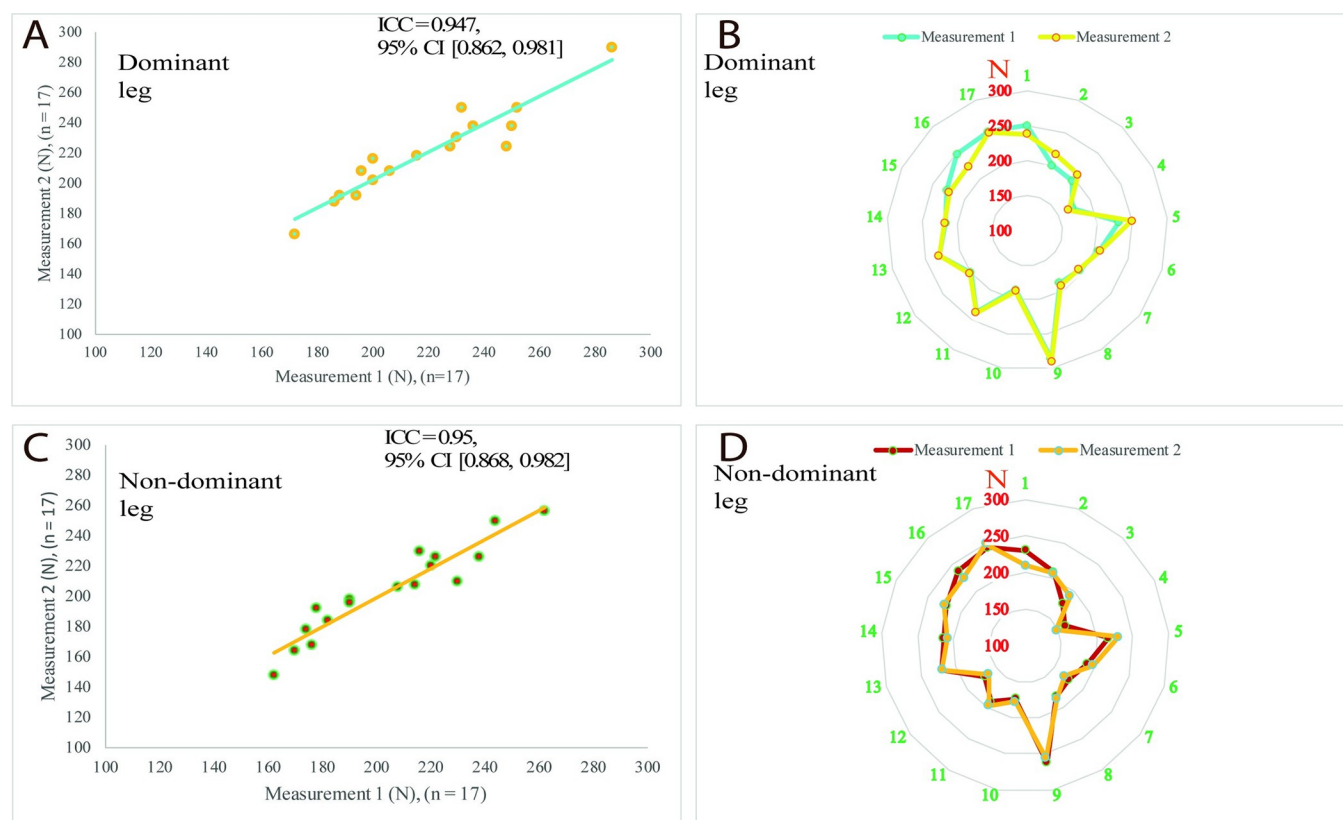 A
ICC=0.947,
95% CI [0.862, 0.981]
Dominant
leg
300
280
260
240
220
200
180
160
140
120
100
Measurement 2 (N), (n = 17)
100 120 140 160 180 200 220 240 260 280 300
Measurement 1 (N), (n=17)
B
Measurement 1 Measurement 2
Dominant
leg
N
300
250
200
150
100
1
2
3
4
5
6
7
8
9
10
11
12
13
14
15
16
17
C
ICC=0.95,
95% CI [0.868, 0.982]
Non-dominant
leg
300
280
260
240
220
200
180
160
140
120
100
Measurement 2 (N), (n = 17)
100 120 140 160 180 200 220 240 260 280 300
Measurement 1 (N), (n = 17)
D
Measurement 1 Measurement 2
Non-dominant
leg
N
300
250
200
150
100
1
2
3
4
5
6
7
8
9
10
11
12
13
14
15
16
17